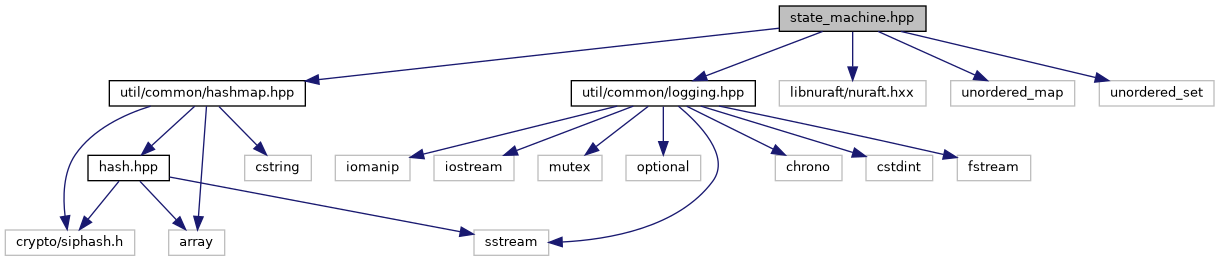 state_machine.hpp
util/common/hashmap.hpp
util/common/logging.hpp
libnuraft/nuraft.hxx
unordered_map
unordered_set
hash.hpp
cstring
iomanip
iostream
mutex
optional
chrono
cstdint
fstream
crypto/siphash.h
array
sstream